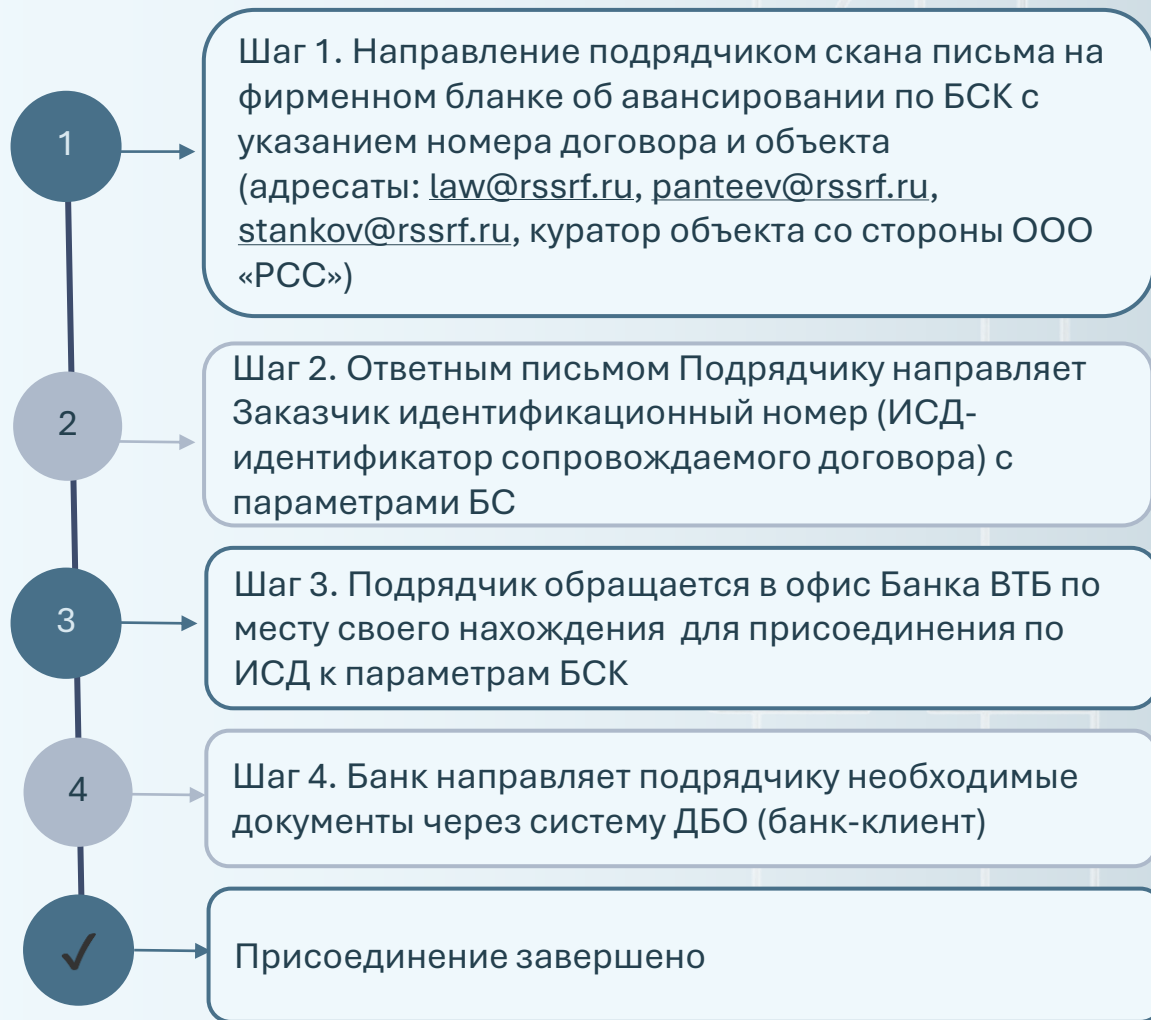 1
Шаг 1. Направление подрядчиком скана письма на
фирменном бланке об авансировании по БСК с
указанием номера договора и объекта
(адресаты: law@rssrf.ru, panteev@rssrf.ru,
stankov@rssrf.ru, куратор объекта со стороны ООО
«РСС»)
2
Шаг 2. Ответным письмом Подрядчику направляет
Заказчик идентификационный номер (ИСД-
идентификатор сопровождаемого договора) с
параметрами БС
3
Шаг 3. Подрядчик обращается в офис Банка ВТБ по
месту своего нахождения для присоединения по
ИСД к параметрам БСК
4
Шаг 4. Банк направляет подрядчику необходимые
документы через систему ДБО (банк-клиент)
✓
Присоединение завершено